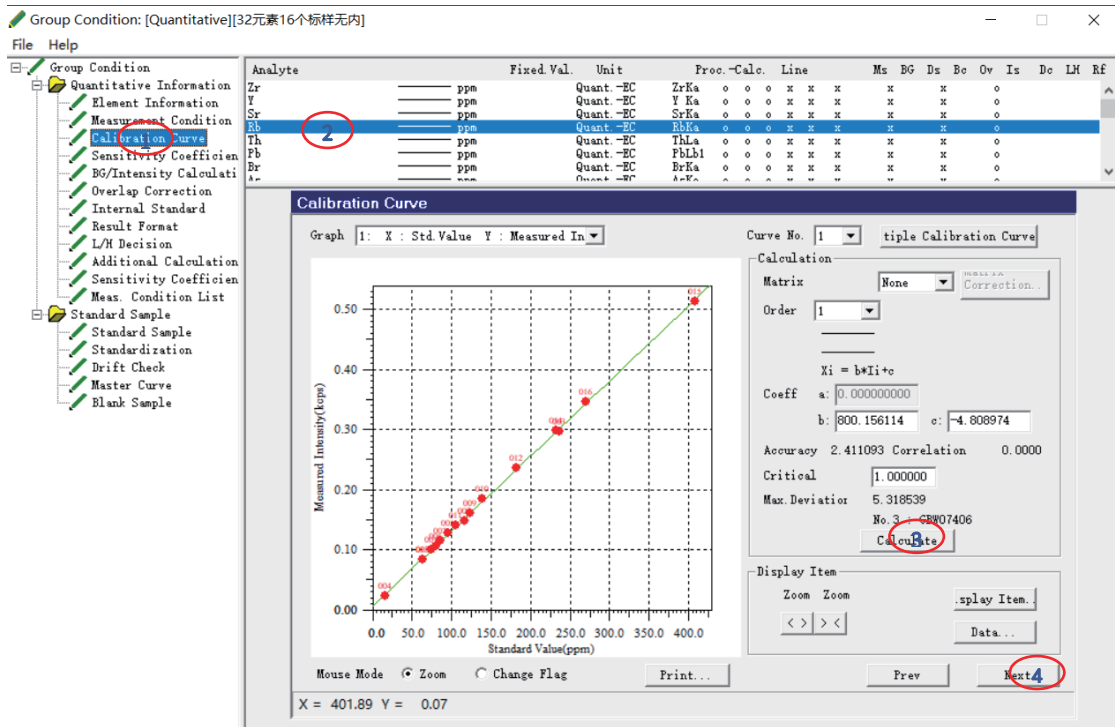 Group Condition: [Quantitative][32元素16个标样无内]
File Help
Group Condition
Quantitative Information
Element Information
Measurement Condition
Calibration Curve
Sensitivity Coefficien
BG/Intensity Calculati
Overlap Correction
Internal Standard
Result Format
L/H Decision
Additional Calculation
Sensitivity Coefficien
Meas. Condition List
Standard Sample
Standard Sample
Standardization
Drift Check
Master Curve
Blank Sample
1
Analyte Fixed.Val. Unit Proc.-Calc. Line Ms BG Ds Bc Ov Is Dc LH Rf
Zr ppm Quant.-EC ZrKa o o o x x x x x o
Y ppm Quant.-EC Y Ka o o o x x x x x o
Sr ppm Quant.-EC SrKa o o o x x x x x o
Rb ppm Quant.-EC RbKa o o o x x x x x o
2
Th ppm Quant.-EC ThLa o o o x x x x x o
Pb ppm Quant.-EC PbLb1 o o o x x x x x o
Br ppm Quant.-EC BrKa o o o x x x x x o
Calibration Curve
Graph 1: X : Std.Value Y : Measured In
Curve No. 1 tiple Calibration Curve
Calculation
Matrix None Correction..
Order 1
Xi = b*Ii+c
Coeff a: 0.000000000
b: 800.156114 c: -4.808974
Accuracy 2.411093 Correlation 0.0000
Critical 1.000000
Max.Deviatior 5.318539
No.3 : GBW07406
Calculate
3
Display Item
Zoom Zoom
< > > <
.splay Item..
Data...
Measured Intensity(kcps)
0.50
0.40
0.30
0.20
0.10
0.00
015
016
012
010
009
004
0.0 50.0 100.0 150.0 200.0 250.0 300.0 350.0 400.0
Standard Value(ppm)
Mouse Mode Zoom Change Flag Print... Prev Next
4
X = 401.89 Y = 0.07